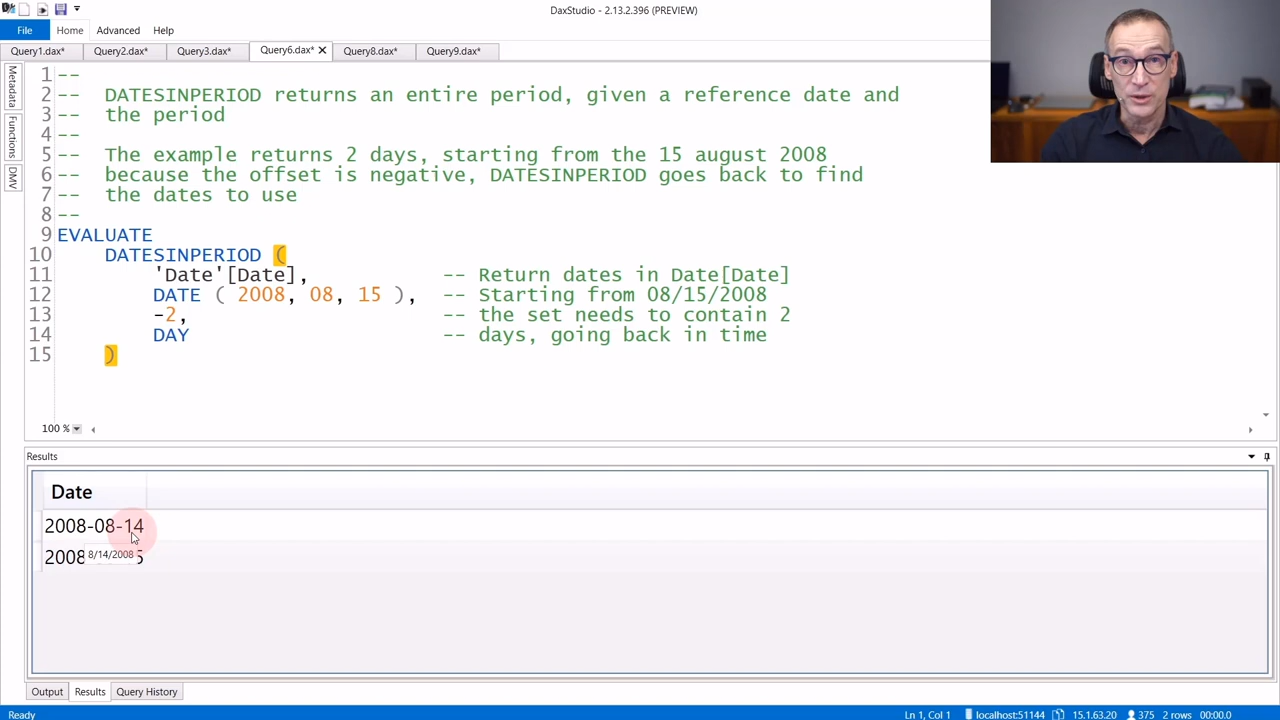 DaxStudio - 2.13.2.396 (PREVIEW)
File Home Advanced Help
Query1.dax* Query2.dax* Query3.dax* Query6.dax* Query8.dax* Query9.dax*
Metadata
Functions
DMV
1 --
2 -- DATESINPERIOD returns an entire period, given a reference date and
3 -- the period
4 --
5 -- The example returns 2 days, starting from the 15 august 2008
6 -- because the offset is negative, DATESINPERIOD goes back to find
7 -- the dates to use
8 --
9 EVALUATE
10 DATESINPERIOD (
11 'Date'[Date], -- Return dates in Date[Date]
12 DATE ( 2008, 08, 15 ), -- Starting from 08/15/2008
13 -2, -- the set needs to contain 2
14 DAY -- days, going back in time
15 )
100 %
Results
Date
2008-08-14
8/14/2008
Output Results Query History
Ready Ln 1, Col 1 localhost:51144 15.1.63.20 375 2 rows 00:00.0